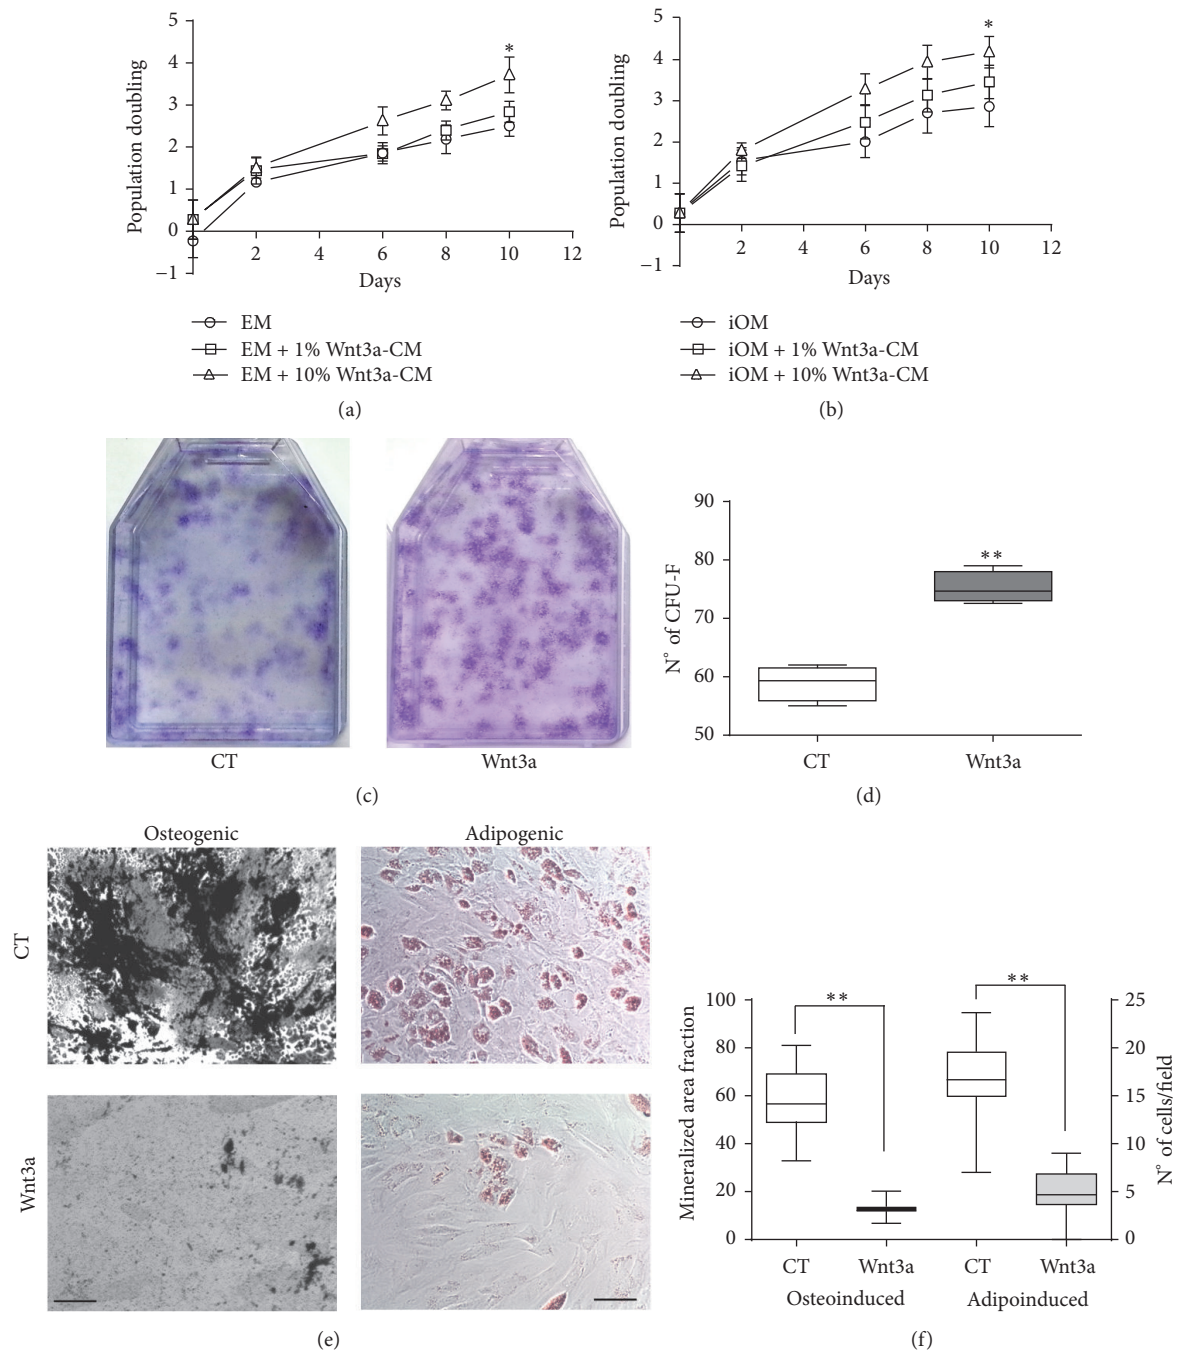 5
4
3
2
1
0
−1
Population doubling
*
2 4 6 8 10 12
Days
EM
EM + 1% Wnt3a-CM
EM + 10% Wnt3a-CM
(a)
5
4
3
2
1
0
−1
Population doubling
*
2 4 6 8 10 12
Days
iOM
iOM + 1% Wnt3a-CM
iOM + 10% Wnt3a-CM
(b)
CT Wnt3a
(c)
90
80
70
60
50
N° of CFU-F
**
CT Wnt3a
(d)
Osteogenic Adipogenic
CT
Wnt3a
(e)
100
80
60
40
20
0
Mineralized area fraction
** **
25
20
15
10
5
0
N° of cells/field
CT Wnt3a CT Wnt3a
Osteoinduced Adipoinduced
(f)